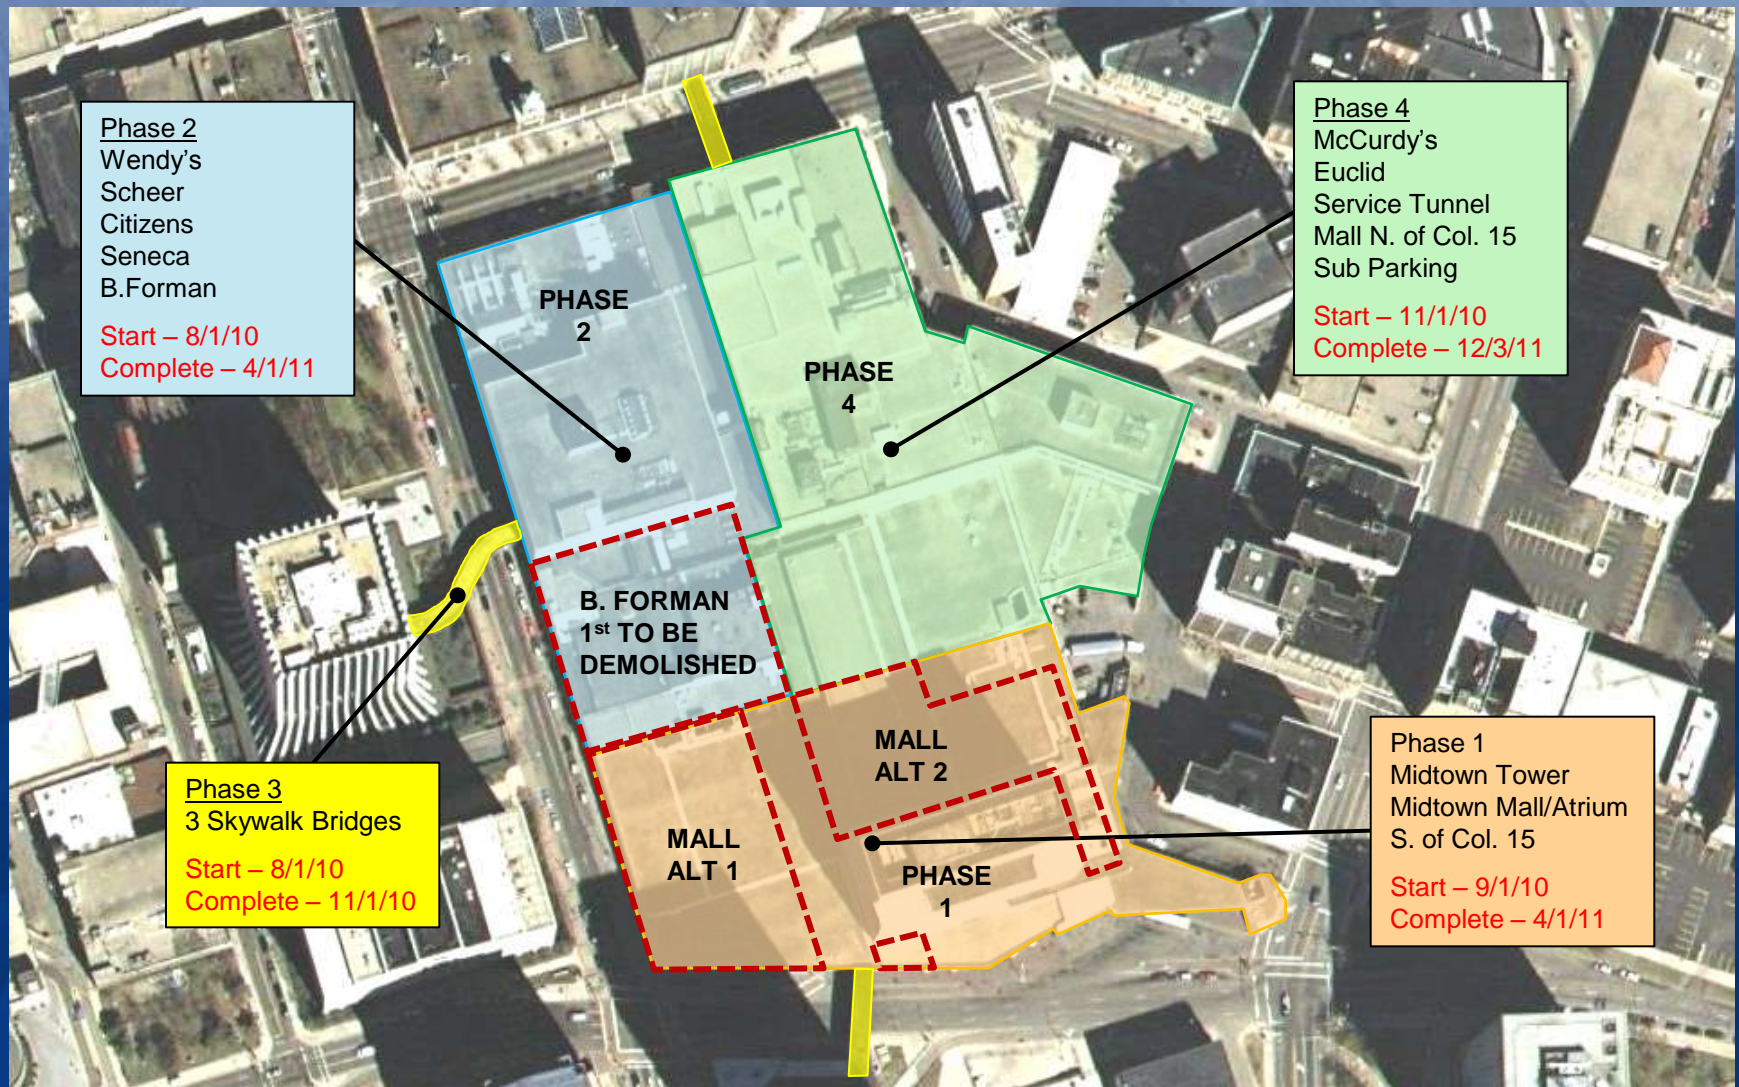 Phase 2
Wendy's
Scheer
Citizens
Seneca
B.Forman
Start – 8/1/10
Complete – 4/1/11
Phase 4
McCurdy's
Euclid
Service Tunnel
Mall N. of Col. 15
Sub Parking
Start – 11/1/10
Complete – 12/3/11
PHASE
2
PHASE
4
B. FORMAN
1st TO BE
DEMOLISHED
MALL
ALT 2
MALL
ALT 1
PHASE
1
Phase 3
3 Skywalk Bridges
Start – 8/1/10
Complete – 11/1/10
Phase 1
Midtown Tower
Midtown Mall/Atrium
S. of Col. 15
Start – 9/1/10
Complete – 4/1/11